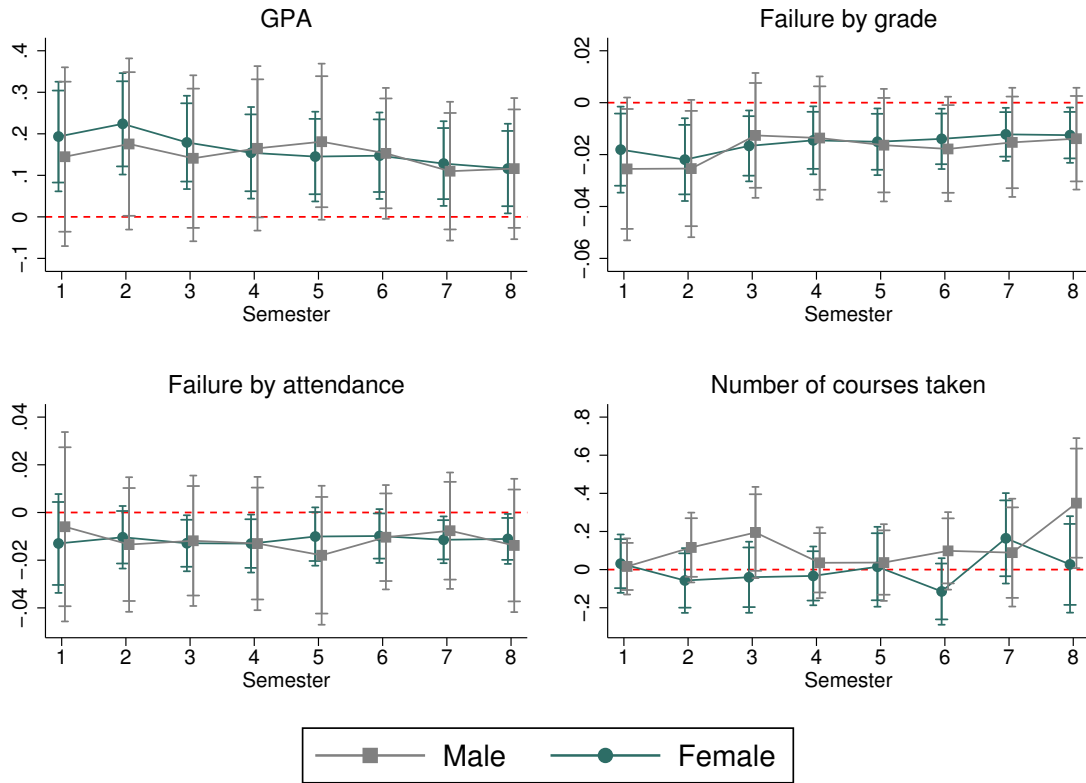 GPA
.4
.3
.2
.1
0
-.1
1 2 3 4 5 6 7 8
Semester
Failure by grade
.02
0
-.02
-.04
-.06
1 2 3 4 5 6 7 8
Semester
Failure by attendance
.04
.02
0
-.02
-.04
1 2 3 4 5 6 7 8
Semester
Number of courses taken
.8
.6
.4
.2
0
-.2
1 2 3 4 5 6 7 8
Semester
Male Female